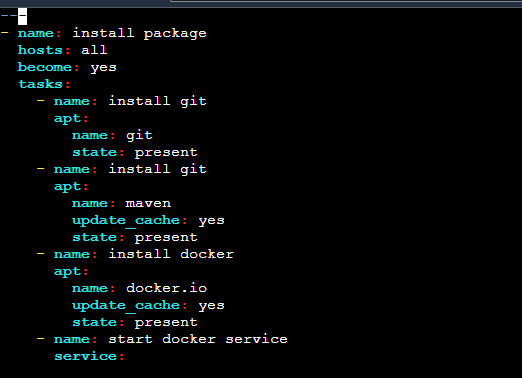 ---
- name: install package
  hosts: all
  become: yes
  tasks:
    - name: install git
      apt:
        name: git
        state: present
    - name: install git
      apt:
        name: maven
        update_cache: yes
        state: present
    - name: install docker
      apt:
        name: docker.io
        update_cache: yes
        state: present
    - name: start docker service
      service: